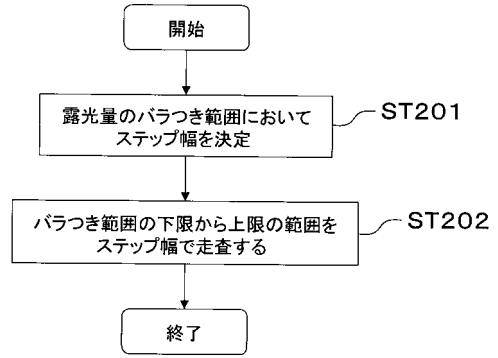 開始
露光量のバラつき範囲において
ステップ幅を決定
ST201
バラつき範囲の下限から上限の範囲を
ステップ幅で走査する
ST202
終了